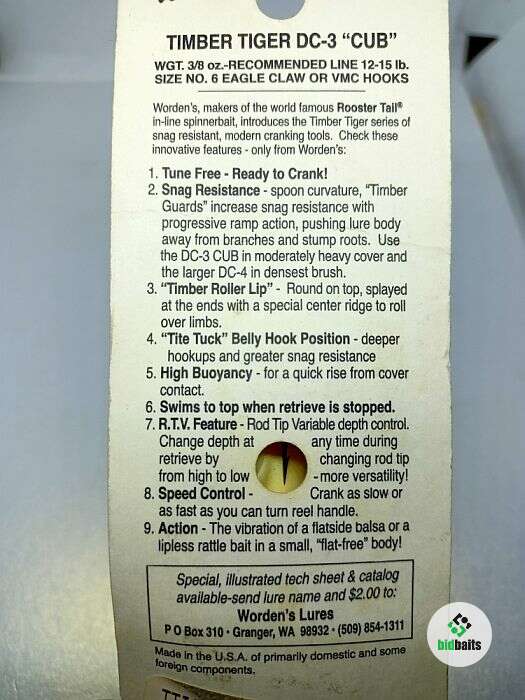 TIMBER TIGER DC-3 "CUB"
WGT. 3/8 oz.-RECOMMENDED LINE 12-15 lb.
SIZE NO. 6 EAGLE CLAW OR VMC HOOKS
Worden's, makers of the world famous Rooster Tail®
in-line spinnerbait, introduces the Timber Tiger series of
snag resistant, modern cranking tools. Check these
innovative features - only from Worden's:
1. Tune Free - Ready to Crank!
2. Snag Resistance - spoon curvature, "Timber
Guards" increase snag resistance with
progressive ramp action, pushing lure body
away from branches and stump roots. Use
the DC-3 CUB in moderately heavy cover and
the larger DC-4 in densest brush.
3. "Timber Roller Lip" - Round on top, splayed
at the ends with a special center ridge to roll
over limbs.
4. "Tite Tuck" Belly Hook Position - deeper
hookups and greater snag resistance
5. High Buoyancy - for a quick rise from cover
contact.
6. Swims to top when retrieve is stopped.
7. R.T.V. Feature - Rod Tip Variable depth control.
Change depth at any time during
retrieve by changing rod tip
from high to low - more versatility!
8. Speed Control - Crank as slow or
as fast as you can turn reel handle.
9. Action - The vibration of a flatside balsa or a
lipless rattle bait in a small, "flat-free" body!
Special, illustrated tech sheet & catalog
available-send lure name and $2.00 to:
Worden's Lures
P O Box 310 • Granger, WA 98932 • (509) 854-1311
Made in the U.S.A. of primarily domestic and some
foreign components.
bidbaits